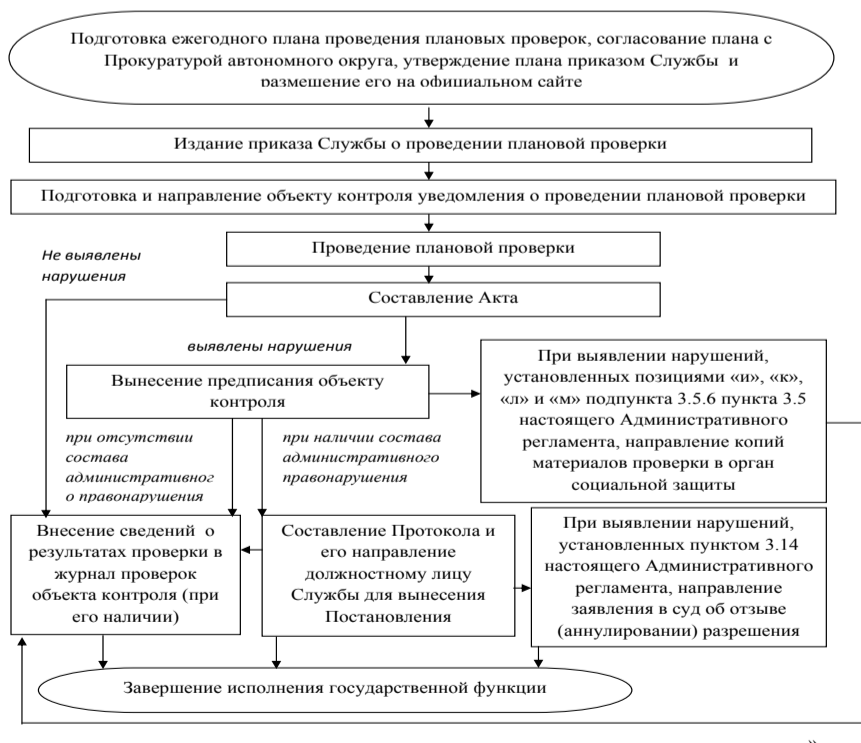 Подготовка ежегодного плана проведения плановых проверок, согласование плана с
Прокуратурой автономного округа, утверждение плана приказом Службы и
размещение его на официальном сайте
Издание приказа Службы о проведении плановой проверки
Подготовка и направление объекту контроля уведомления о проведении плановой проверки
Проведение плановой проверки
Не выявлены
нарушения
Составление Акта
выявлены нарушения
Вынесение предписания объекту
контроля
При выявлении нарушений,
установленных позициями «и», «к»,
«л» и «м» подпункта 3.5.6 пункта 3.5
настоящего Административного
регламента, направление копий
материалов проверки в орган
социальной защиты
при отсутствии
состава
административног
о правонарушения
при наличии состава
административного
правонарушения
Внесение сведений о
результатах проверки в
журнал проверок
объекта контроля (при
его наличии)
Составление Протокола и
его направление
должностному лицу
Службы для вынесения
Постановления
При выявлении нарушений,
установленных пунктом 3.14
настоящего Административного
регламента, направление
заявления в суд об отзыве
(аннулировании) разрешения
Завершение исполнения государственной функции
»